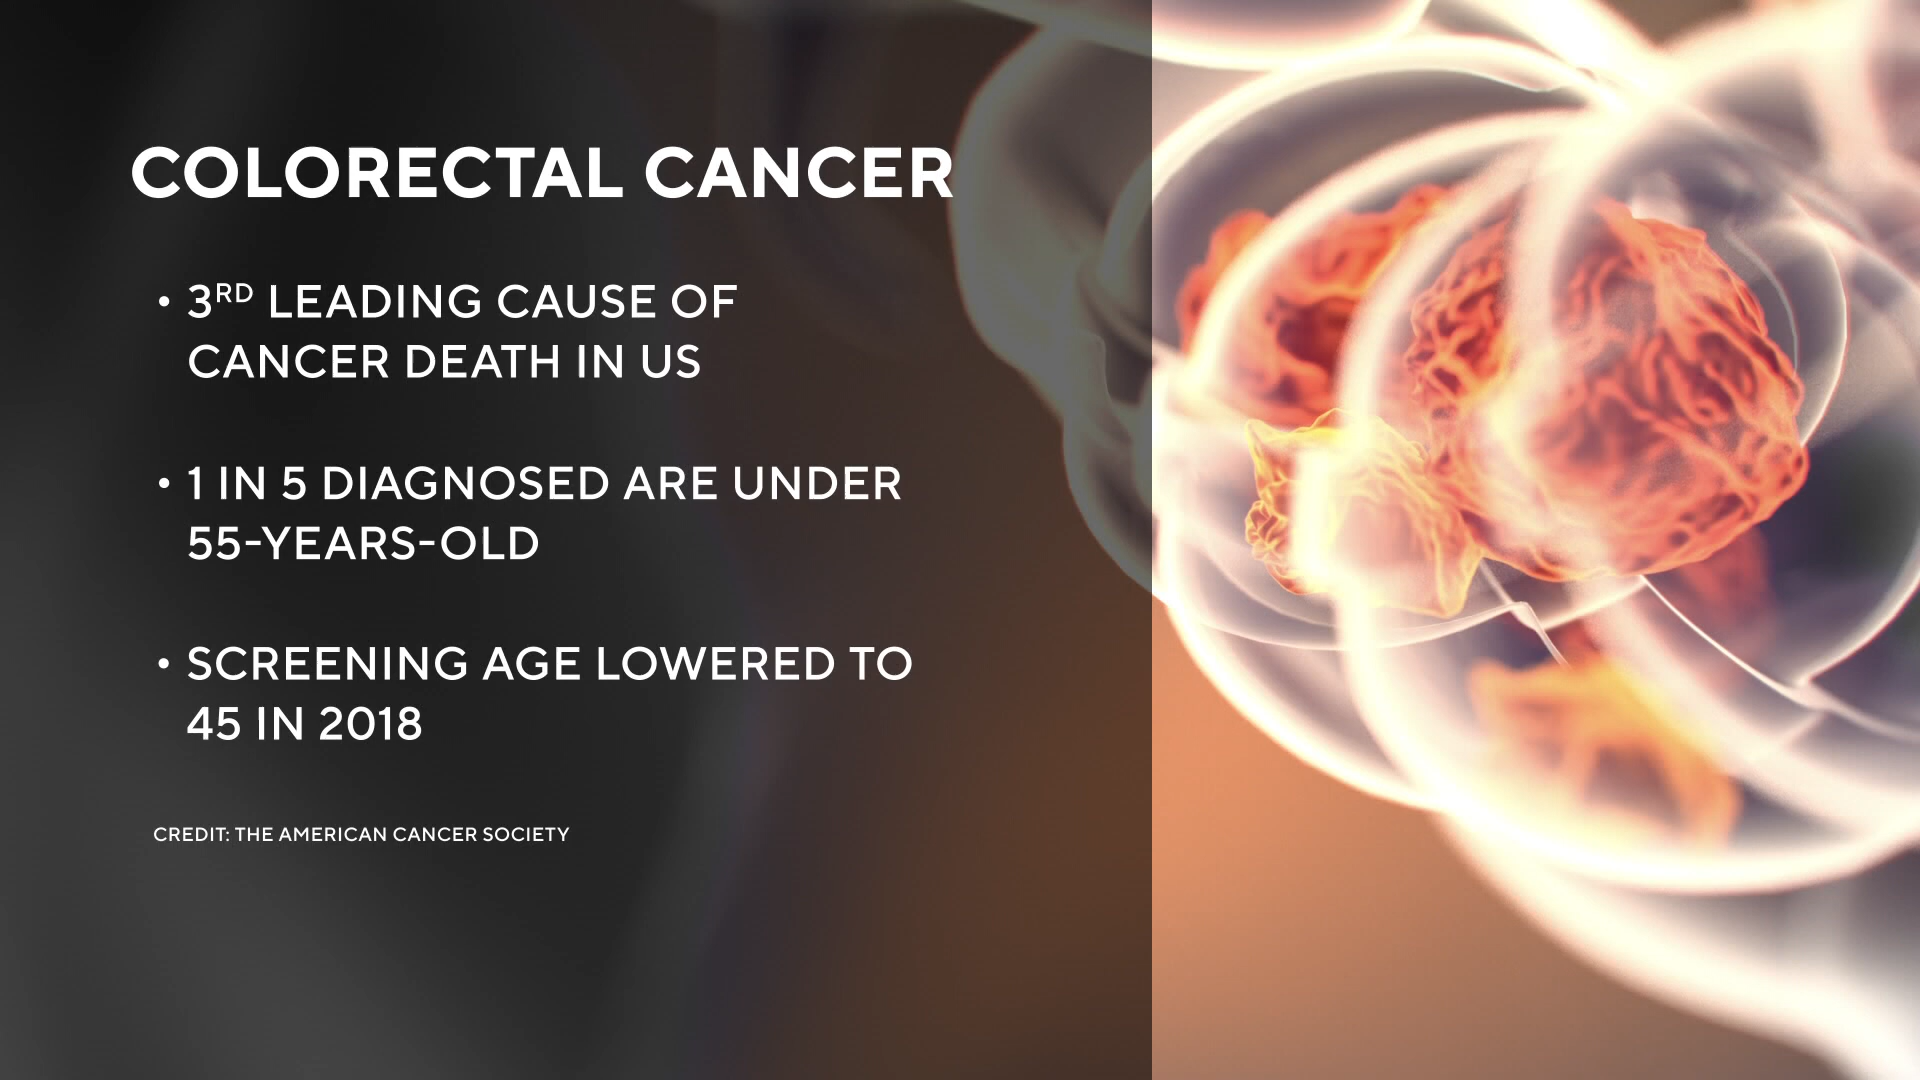 COLORECTAL CANCER
• 3RD LEADING CAUSE OF
CANCER DEATH IN US
• 1 IN 5 DIAGNOSED ARE UNDER
55-YEARS-OLD
• SCREENING AGE LOWERED TO
45 IN 2018
CREDIT: THE AMERICAN CANCER SOCIETY